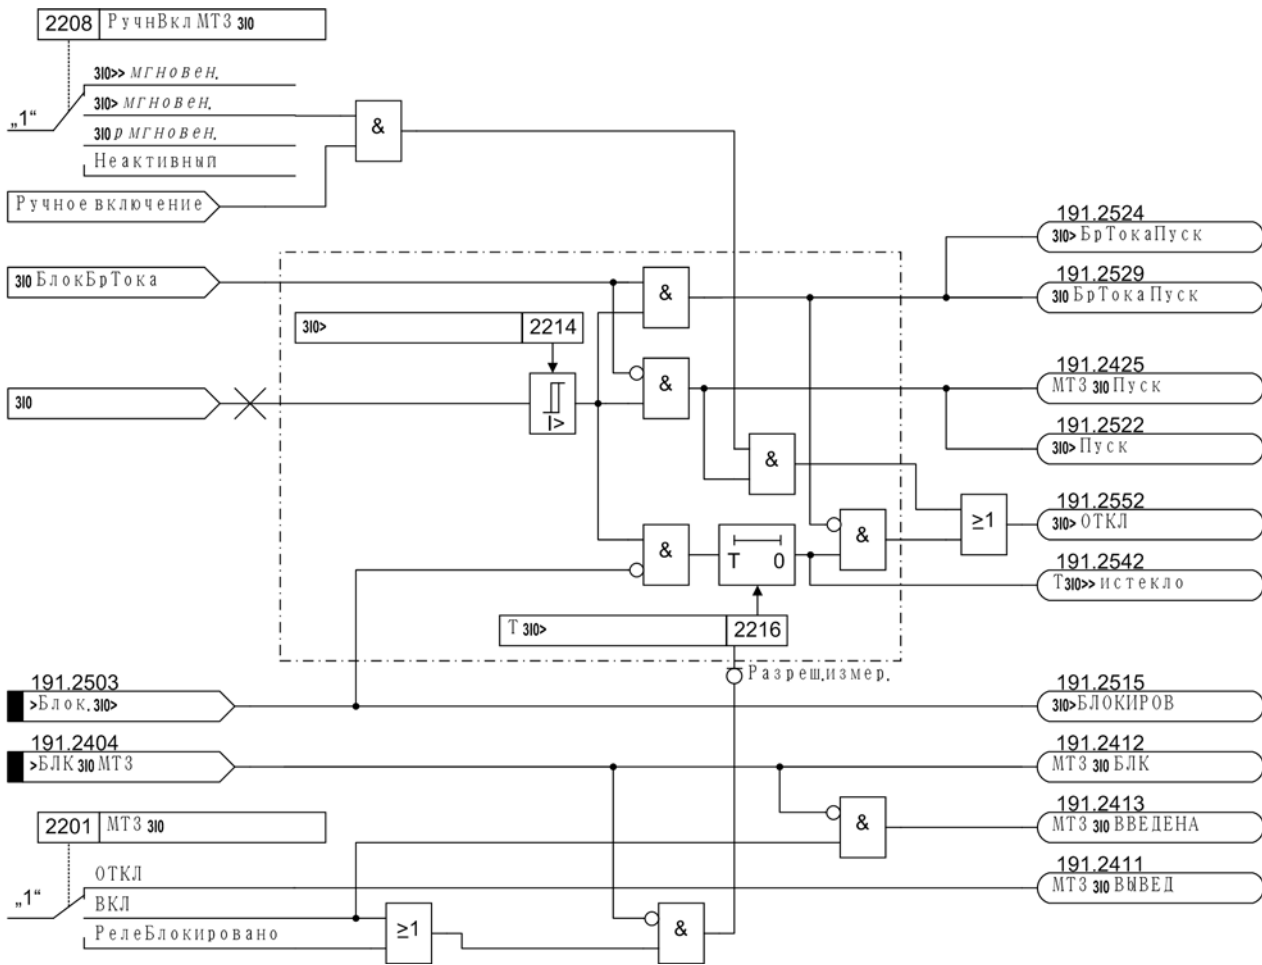 2208 РучнВкл МТЗ 3I0
3I0>> мгновен.
3I0> мгновен.
„1“
3I0р мгновен.
Неактивный
&
Ручное включение
191.2524
3I0> БрТокаПуск
3I0 БлокБрТока
&
191.2529
3I0 БрТокаПуск
3I0> 2214
191.2425
МТЗ 3I0 Пуск
&
3I0
I>
191.2522
3I0> Пуск
&
191.2552
3I0> ОТКЛ
≥1
&
&
T 0
191.2542
Т3I0>> истекло
Т 3I0> 2216
Разреш.измер.
191.2503
>Блок. 3I0>
191.2515
3I0>БЛОКИРОВ
191.2404
>БЛК 3I0 МТЗ
191.2412
МТЗ 3I0 БЛК
191.2413
МТЗ 3I0 ВВЕДЕНА
&
2201 МТЗ 3I0
191.2411
МТЗ 3I0 ВЫВЕД
ОТКЛ
„1“
ВКЛ
РелеБлокировано
≥1
&